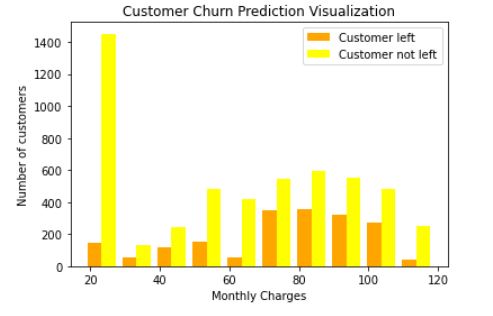 Customer Churn Prediction Visualization
Customer left
Customer not left
1400
1200
1000
800
600
400
200
0
Number of customers
20 40 60 80 100 120
Monthly Charges